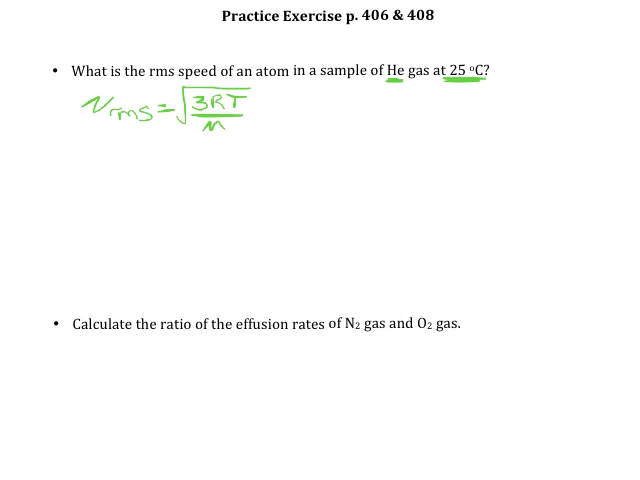 Practice Exercise p. 406 & 408
• What is the rms speed of an atom in a sample of He gas at 25 °C?
Vrms = √(3RT/M)
• Calculate the ratio of the effusion rates of N₂ gas and O₂ gas.